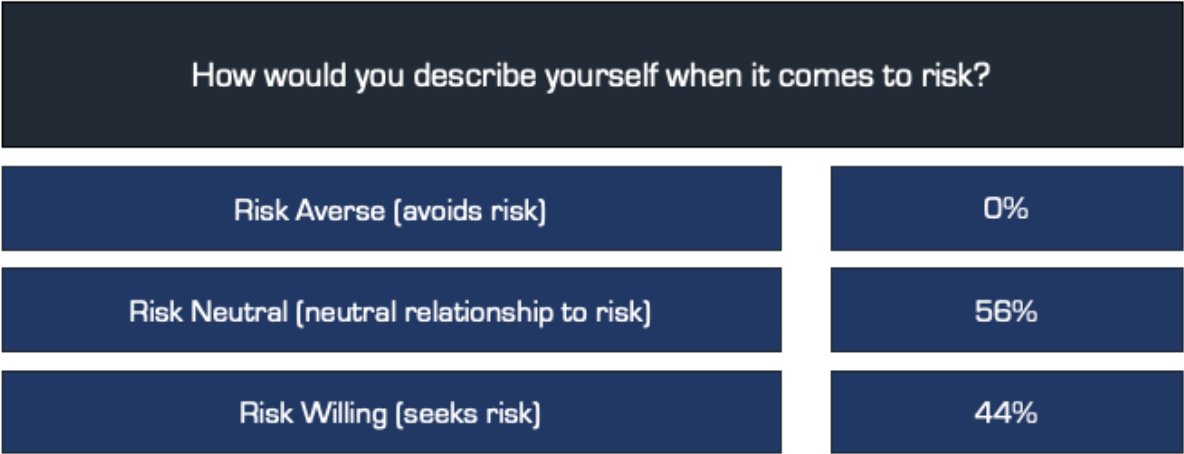 How would you describe yourself when it comes to risk?
Risk Averse (avoids risk) 0%
Risk Neutral (neutral relationship to risk) 56%
Risk Willing (seeks risk) 44%